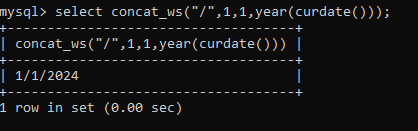 mysql> select concat_ws("/",1,1,year(curdate()));
+-----------------------------------+
| concat_ws("/",1,1,year(curdate())) |
+-----------------------------------+
| 1/1/2024 |
+-----------------------------------+
1 row in set (0.00 sec)